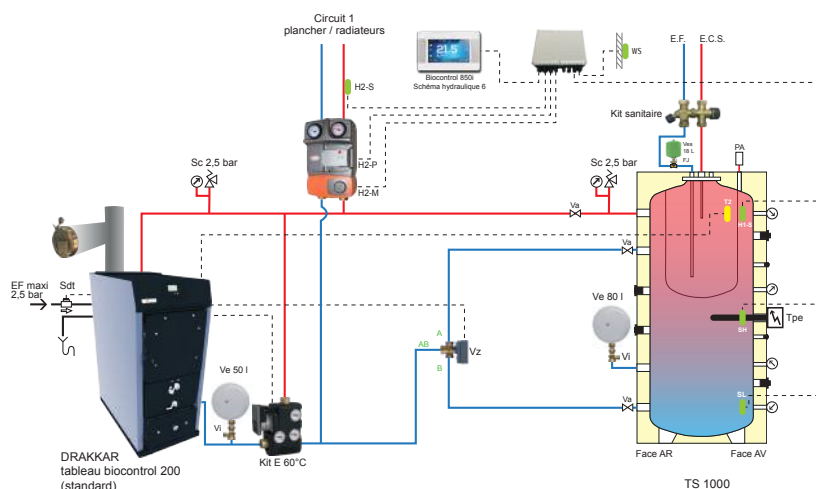 Circuit 1
plancher / radiateurs
21.5
Biocontrol 850i
Schéma hydraulique 6
WS
E.F.
E.C.S.
H2-S
Kit sanitaire
Vea
18 L
FJ
PA
H2-P
H2-M
Sc 2,5 bar
Sc 2,5 bar
Va
T2
H1-S
Va
EF maxi
2,5 bar
Sdt
Ve 80 l
SH
Tpe
A
AB
Vz
B
Vi
Ve 50 l
Va
SL
Vi
Kit E 60°C
DRAKKAR
tableau biocontrol 200
(standard)
Face AR
Face AV
TS 1000